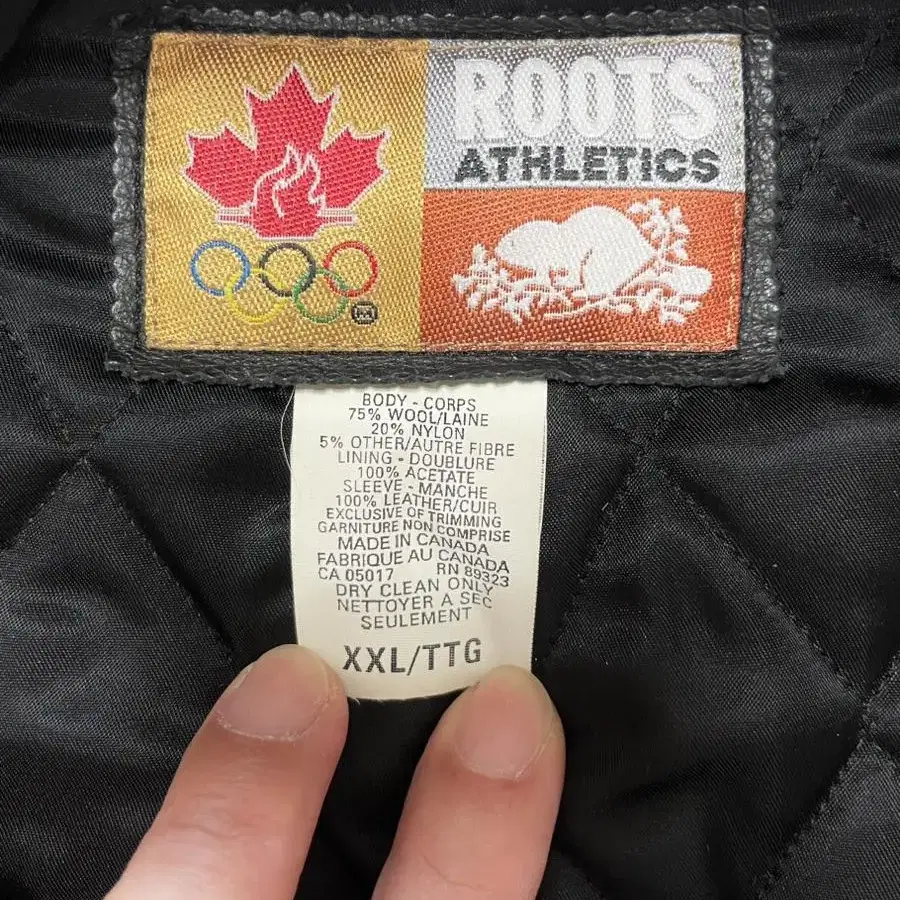 ROOTS
ATHLETICS
BODY - CORPS
75% WOOL/LAINE
20% NYLON
5% OTHER/AUTRE FIBRE
LINING - DOUBLURE
100% ACETATE
SLEEVE - MANCHE
100% LEATHER/CUIR
EXCLUSIVE OF TRIMMING
GARNITURE NON COMPRISE
MADE IN CANADA
FABRIQUE AU CANADA
CA 05017 RN 89323
DRY CLEAN ONLY
NETTOYER A SEC
SEULEMENT
XXL/TTG